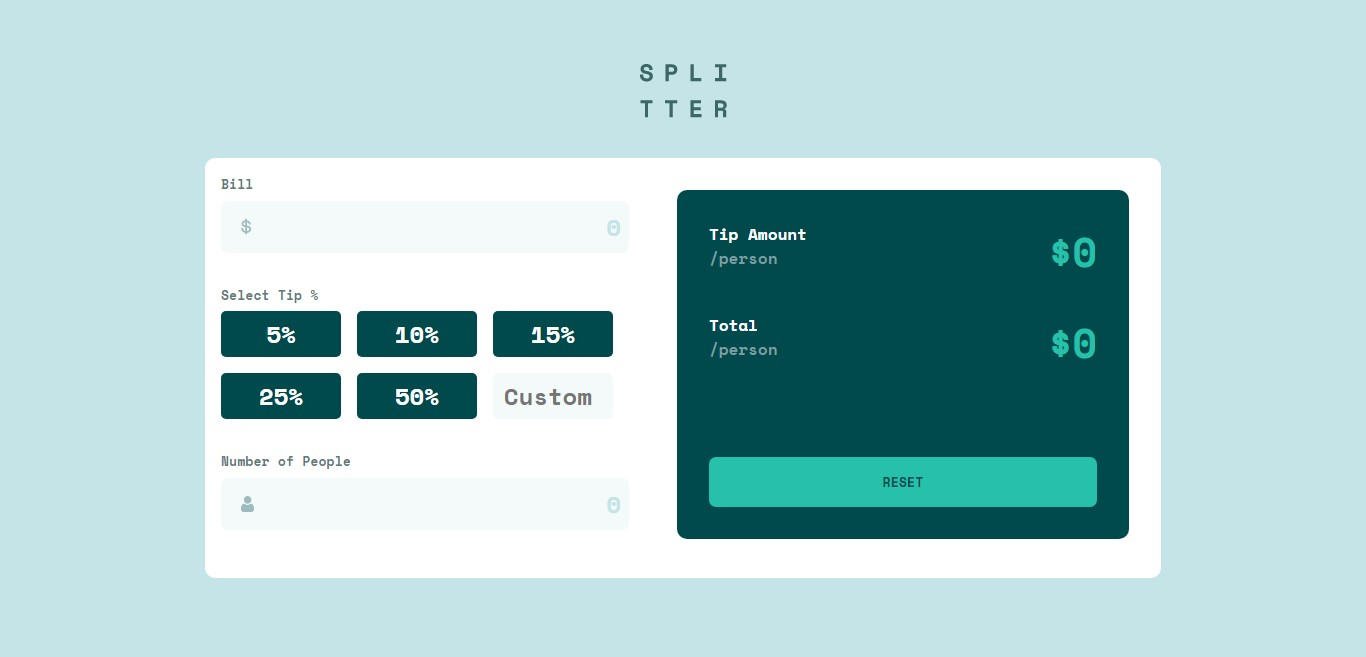 SPLI
TTER
Bill
$ 0
Select Tip %
5% 10% 15%
25% 50% Custom
Number of People
0
Tip Amount
/person
$0
Total
/person
$0
RESET